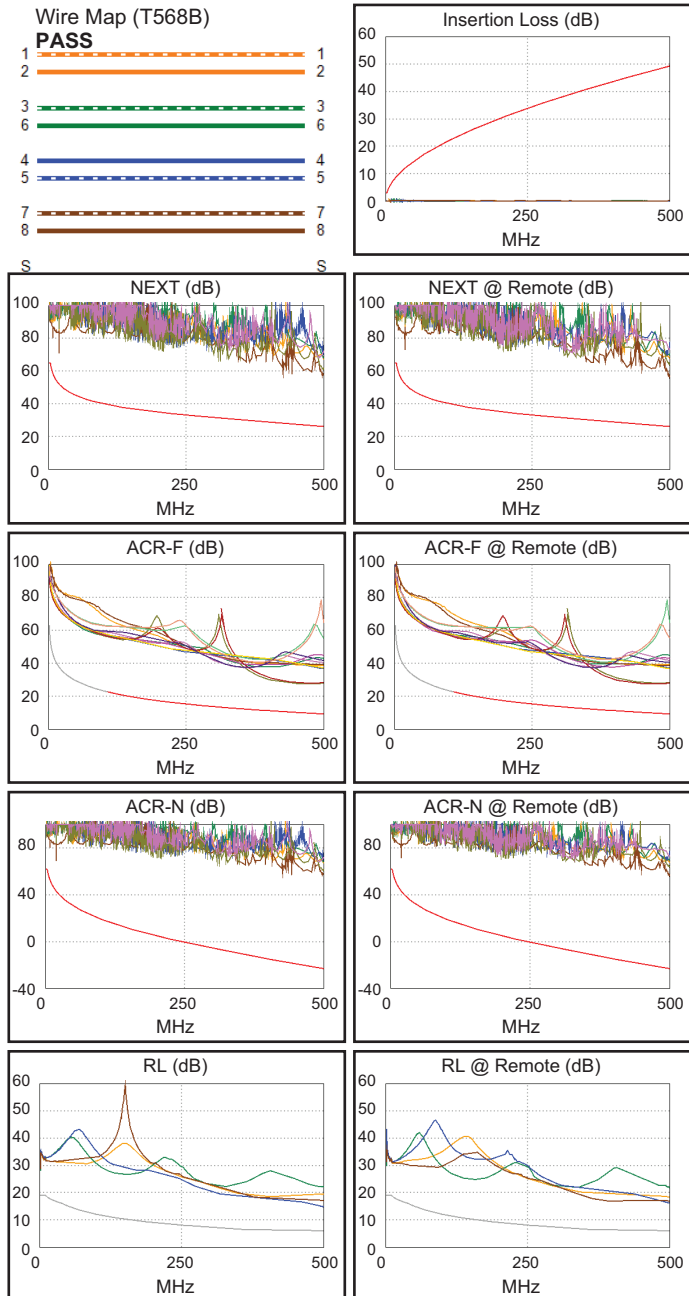 Wire Map (T568B)
PASS
1 1
2 2
3 3
6 6
4 4
5 5
7 7
8 8
S S
Insertion Loss (dB)
60
50
40
30
20
10
0
0 250 500
MHz
NEXT (dB)
100
80
60
40
20
0
0 250 500
MHz
NEXT @ Remote (dB)
100
80
60
40
20
0
0 250 500
MHz
ACR-F (dB)
100
80
60
40
20
0
0 250 500
MHz
ACR-F @ Remote (dB)
100
80
60
40
20
0
0 250 500
MHz
ACR-N (dB)
80
40
0
-40
0 250 500
MHz
ACR-N @ Remote (dB)
80
40
0
-40
0 250 500
MHz
RL (dB)
60
50
40
30
20
10
0
0 250 500
MHz
RL @ Remote (dB)
60
50
40
30
20
10
0
0 250 500
MHz